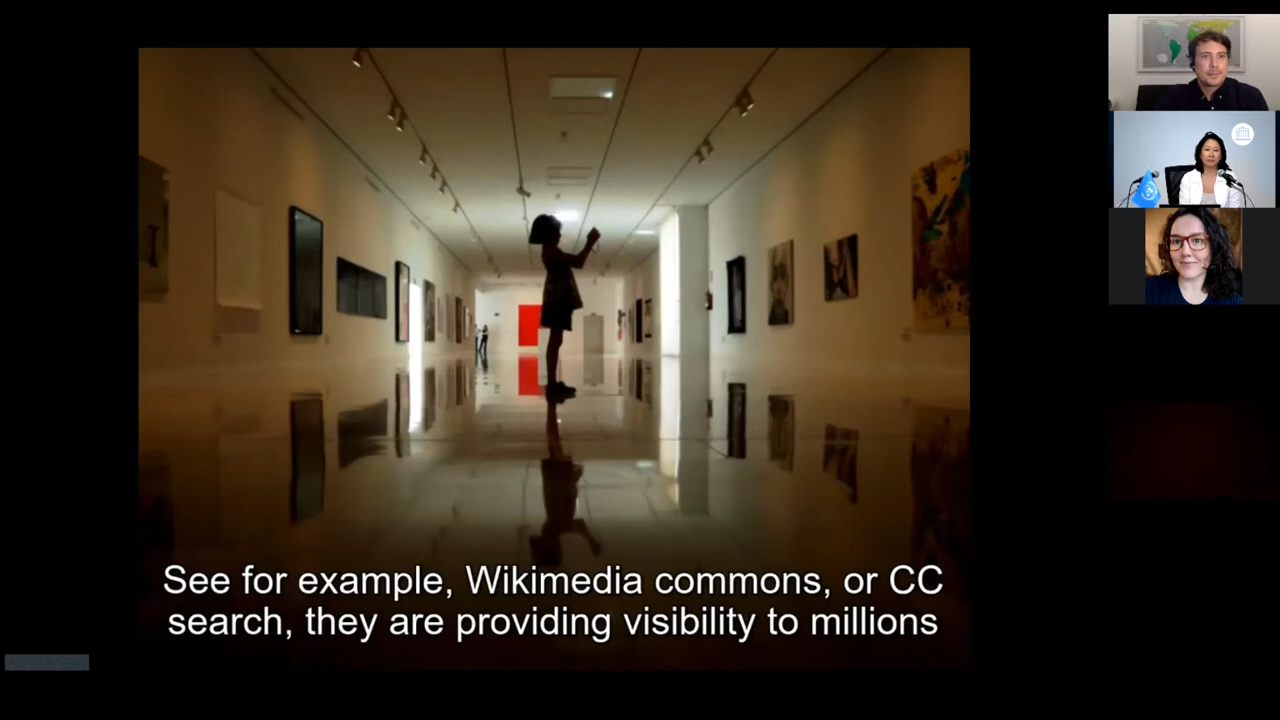 See for example, Wikimedia commons, or CC
search, they are providing visibility to millions